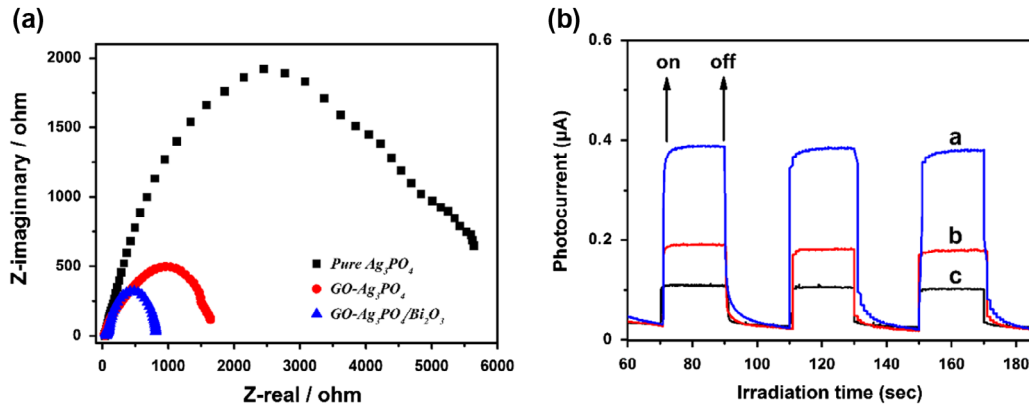 (a)
2000
1500
1000
500
0
Z-imaginnary / ohm
Pure Ag₃PO₄
GO-Ag₃PO₄
GO-Ag₃PO₄/Bi₂O₃
0 1000 2000 3000 4000 5000 6000
Z-real / ohm
(b)
0.6
0.4
0.2
0
Photocurrent (µA)
on off
a
b
c
60 80 100 120 140 160 180
Irradiation time (sec)